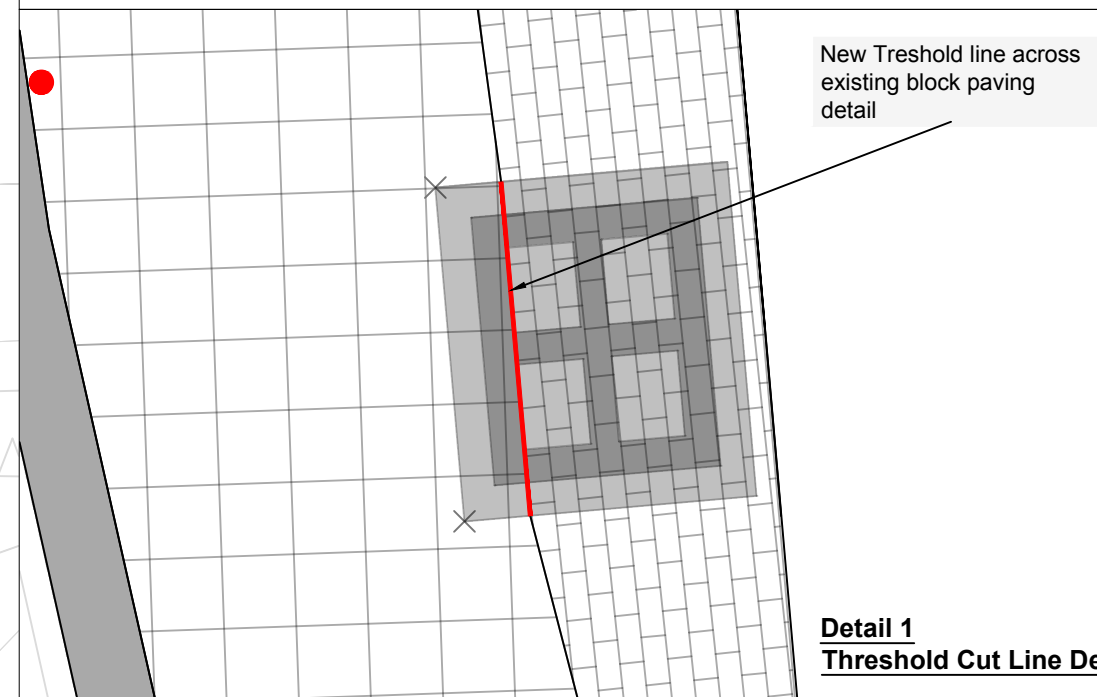 New Treshold line across
existing block paving
detail
Detail 1
Threshold Cut Line De